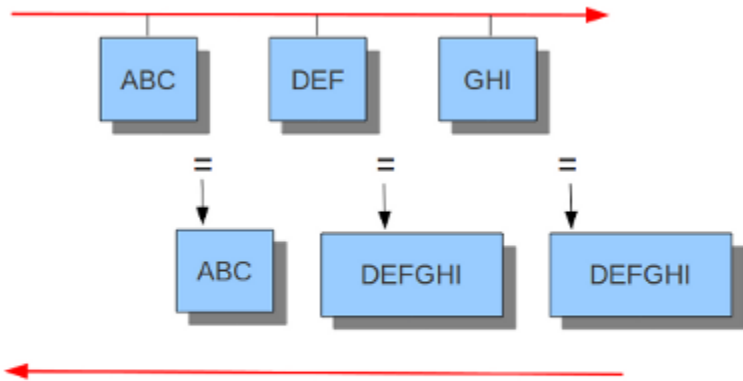 ABC DEF GHI
= = =
ABC DEFGHI DEFGHI